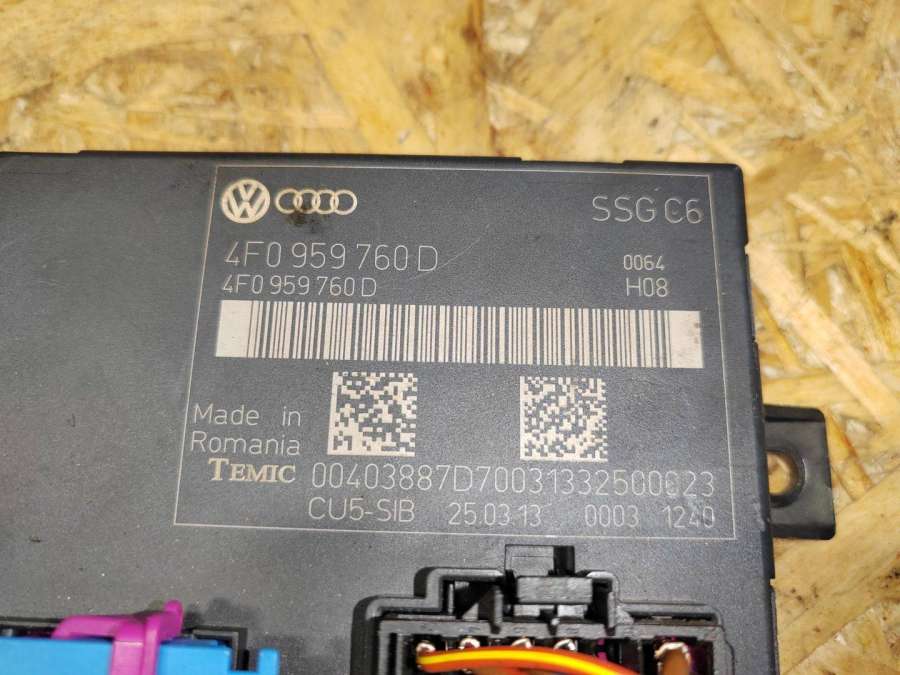 SSG C6
4F0 959 760 D
0064
4F0 959 760 D
H08
Made in
Romania
TEMIC 00403887D70031332500023
CU5-SIB 25.03.13 0003 1240